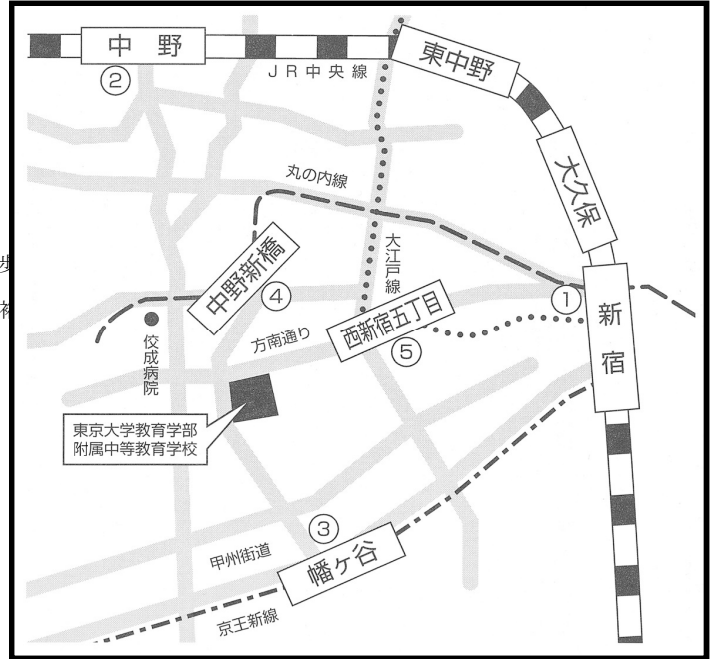 中野
東中野
②
JR中央線
大久保
丸の内線
大江戸線
中野新橋
④
①
新宿
西新宿五丁目
⑤
方南通り
佼成病院
東京大学教育学部
附属中等教育学校
③
甲州街道
幡ヶ谷
京王新線